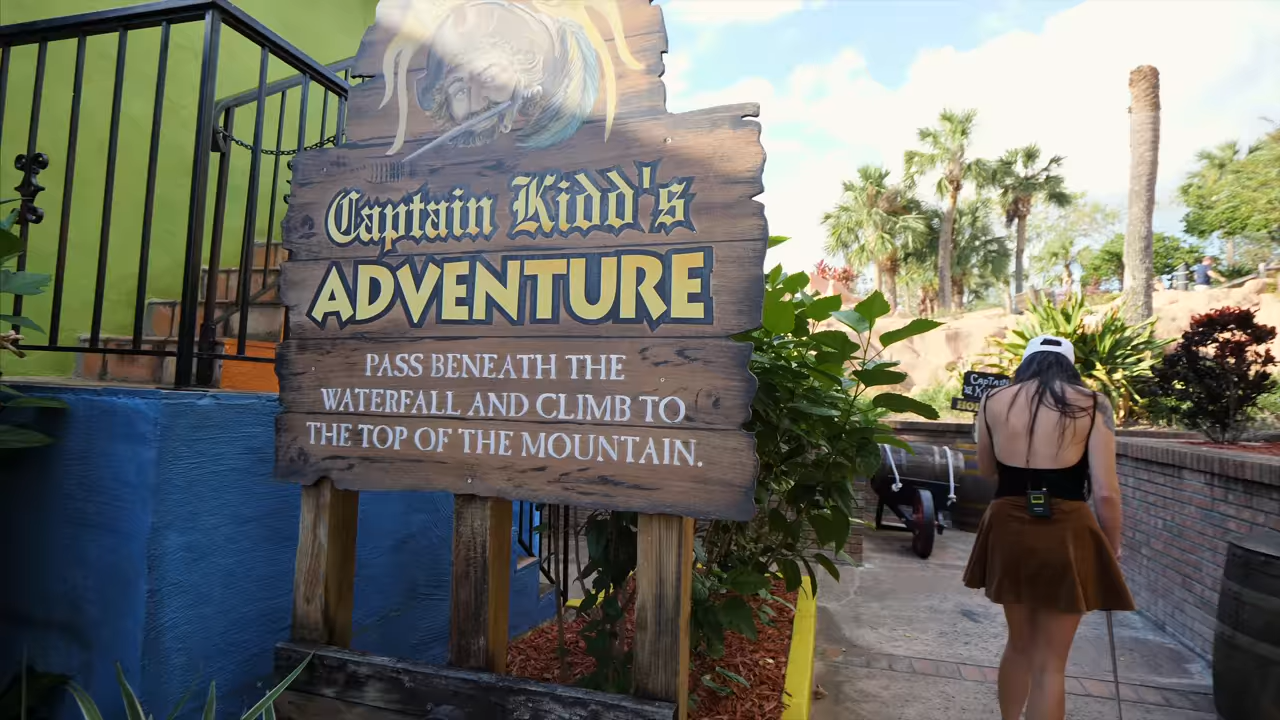 Captain Kidd's
ADVENTURE
PASS BENEATH THE
WATERFALL AND CLIMB TO
THE TOP OF THE MOUNTAIN.